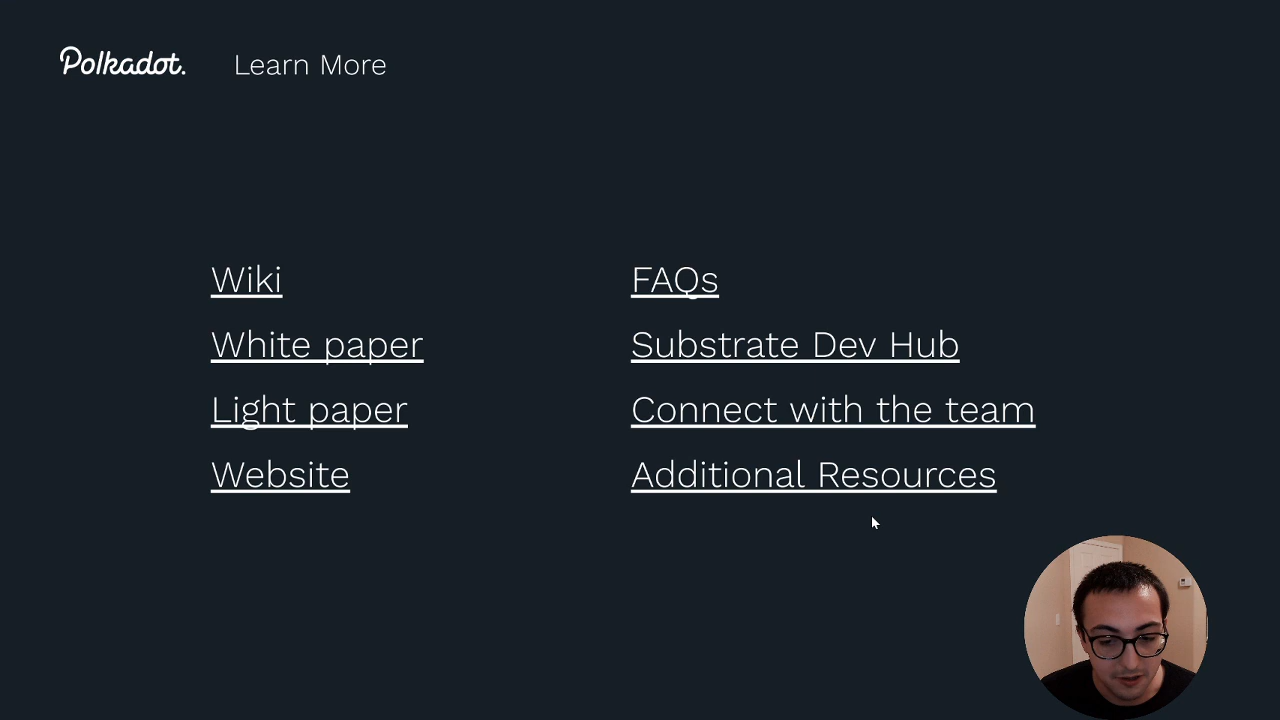 Polkadot. Learn More
Wiki
White paper
Light paper
Website
FAQs
Substrate Dev Hub
Connect with the team
Additional Resources